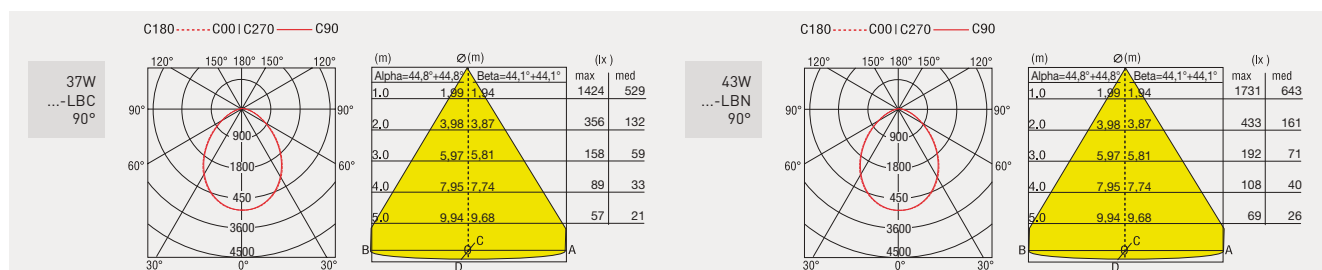 C180 C00 | C270 C90
37W
...-LBC
90°
120° 150° 180° 150° 120°
90° 90°
60° 60°
30° 0° 30°
900
1800
450
3600
4500
(m) Ø(m) (lx )
Alpha=44,8°+44,8° Beta=44,1°+44,1° max med
1.0 1,99 1,94 1424 529
2,0 3,98 3,87 356 132
3.0 5,97 5,81 158 59
4.0 7,95 7,74 89 33
5.0 9,94 9,68 57 21
B C A
D
C180 C00 | C270 C90
43W
...-LBN
90°
120° 150° 180° 150° 120°
90° 90°
60° 60°
30° 0° 30°
900
1800
450
3600
4500
(m) Ø(m) (lx )
Alpha=44,8°+44,8° Beta=44,1°+44,1° max med
1.0 1,99 1,94 1731 643
2.0 3,98 3,87 433 161
3.0 5,97 5,81 192 71
4.0 7,95 7,74 108 40
5.0 9,94 9,68 69 26
B C A
D